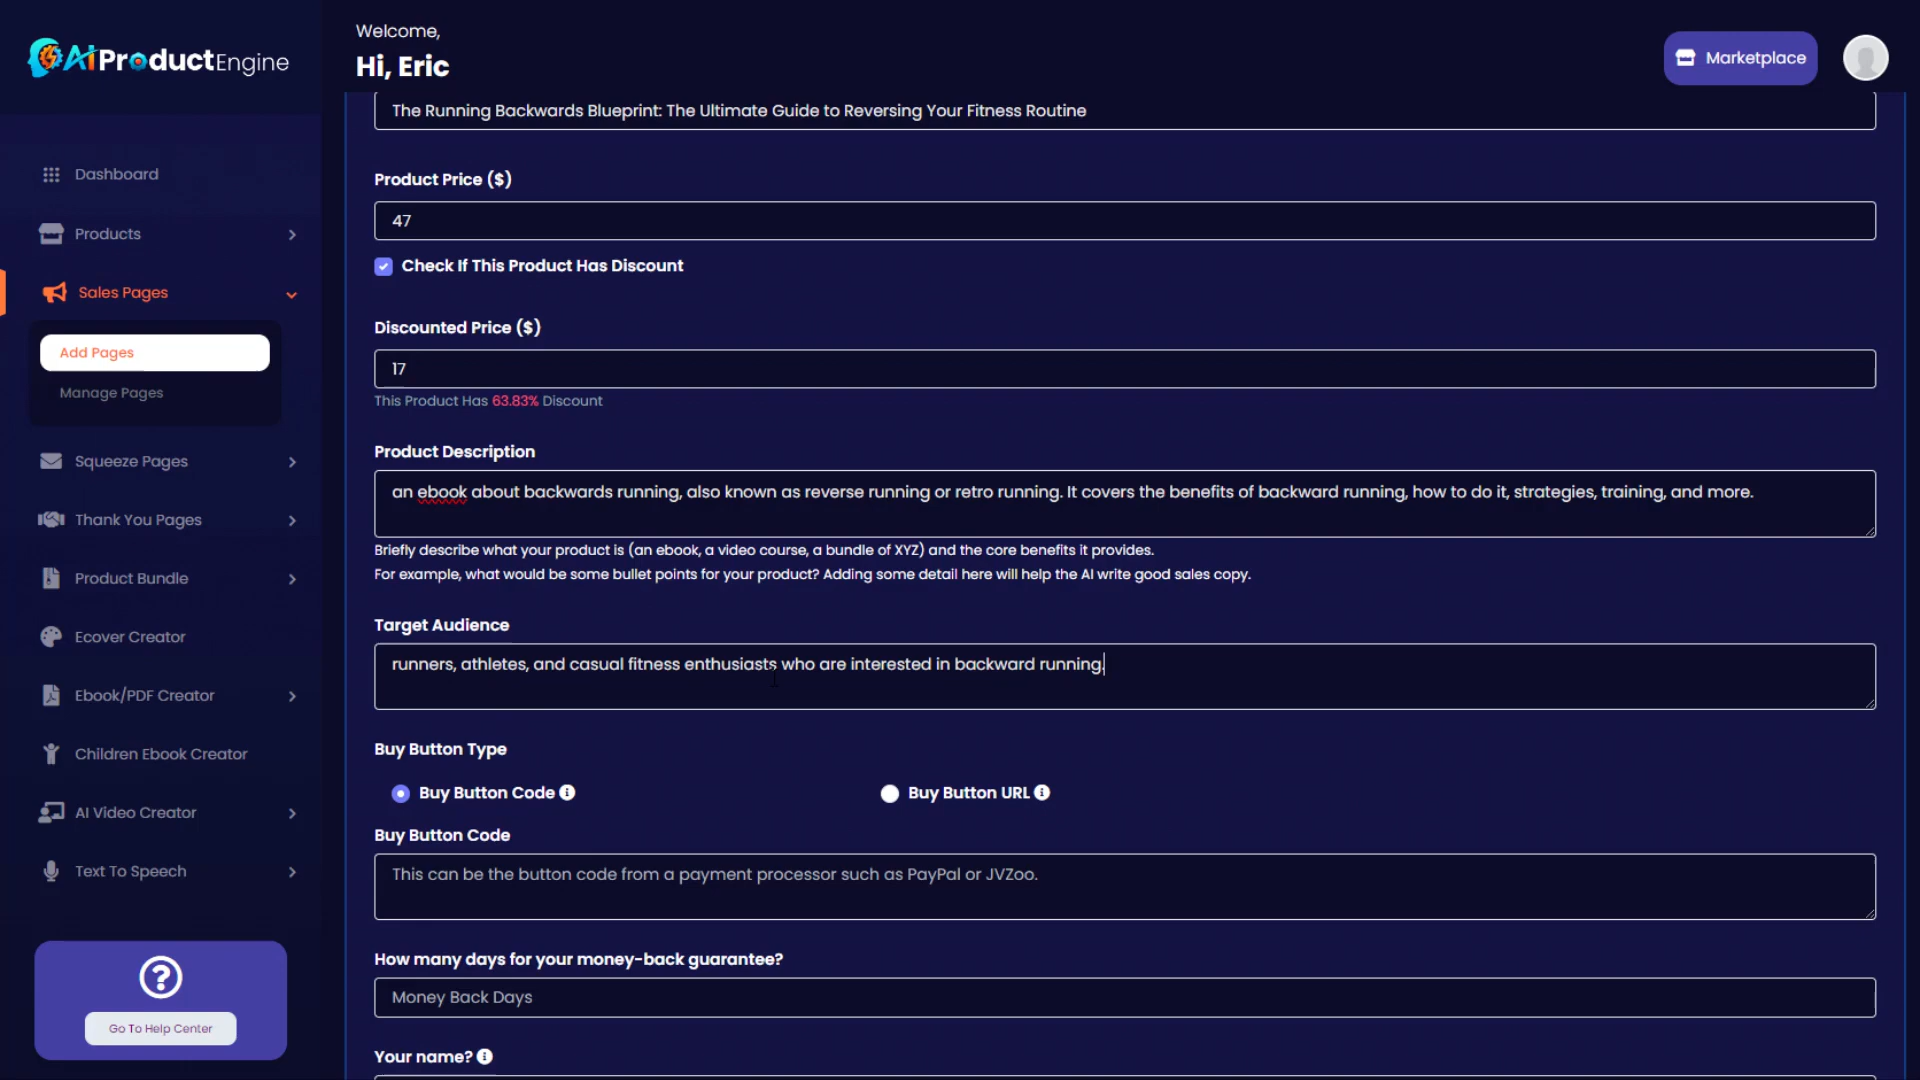 AiProductEngine
Welcome,
Hi, Eric
Marketplace
Dashboard
Products
Sales Pages
Add Pages
Manage Pages
Squeeze Pages
Thank You Pages
Product Bundle
Ecover Creator
Ebook/PDF Creator
Children Ebook Creator
AI Video Creator
Text To Speech
Go To Help Center
The Running Backwards Blueprint: The Ultimate Guide to Reversing Your Fitness Routine
Product Price ($)
47
Check If This Product Has Discount
Discounted Price ($)
17
This Product Has 63.83% Discount
Product Description
an ebook about backwards running, also known as reverse running or retro running. It covers the benefits of backward running, how to do it, strategies, training, and more.
Briefly describe what your product is (an ebook, a video course, a bundle of XYZ) and the core benefits it provides.
For example, what would be some bullet points for your product? Adding some detail here will help the AI write good sales copy.
Target Audience
runners, athletes, and casual fitness enthusiasts who are interested in backward running.
Buy Button Type
Buy Button Code
Buy Button URL
Buy Button Code
This can be the button code from a payment processor such as PayPal or JVZoo.
How many days for your money-back guarantee?
Money Back Days
Your name?